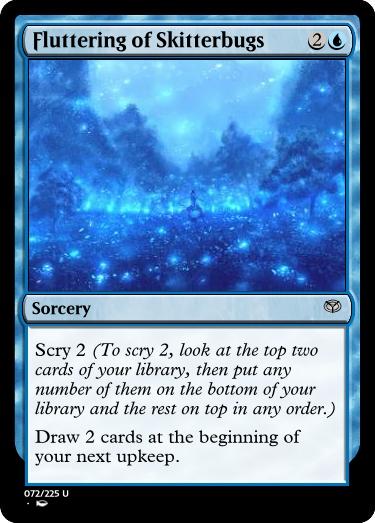 Fluttering of Skitterbugs 2
Sorcery
Scry 2 (To scry 2, look at the top two
cards of your library, then put any
number of them on the bottom of your
library and the rest on top in any order.)
Draw 2 cards at the beginning of
your next upkeep.
072/225 U